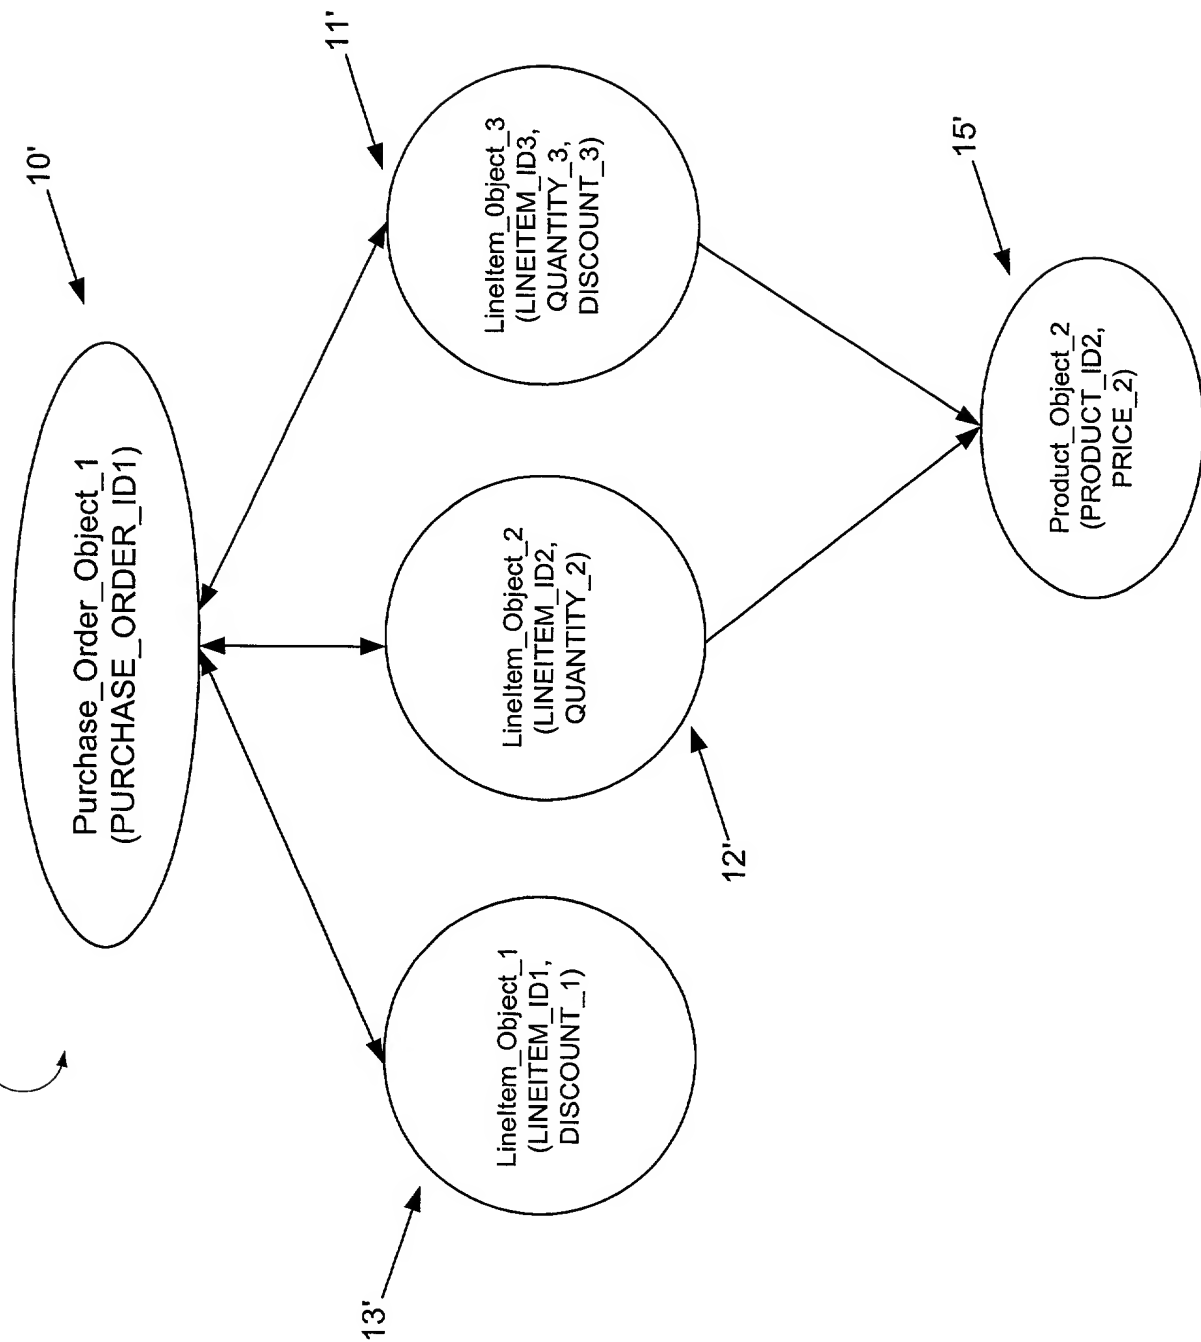 10'
Purchase_Order_Object_1
(PURCHASE_ORDER_ID1)
13'
11'
LineItem_Object_1
(LINEITEM_ID1,
DISCOUNT_1)
LineItem_Object_2
(LINEITEM_ID2,
QUANTITY_2)
LineItem_0bject_3
(LINEITEM_ID3,
QUANTITY_3,
DISCOUNT_3)
12'
15'
Product_Object_2
(PRODUCT_ID2,
PRICE_2)